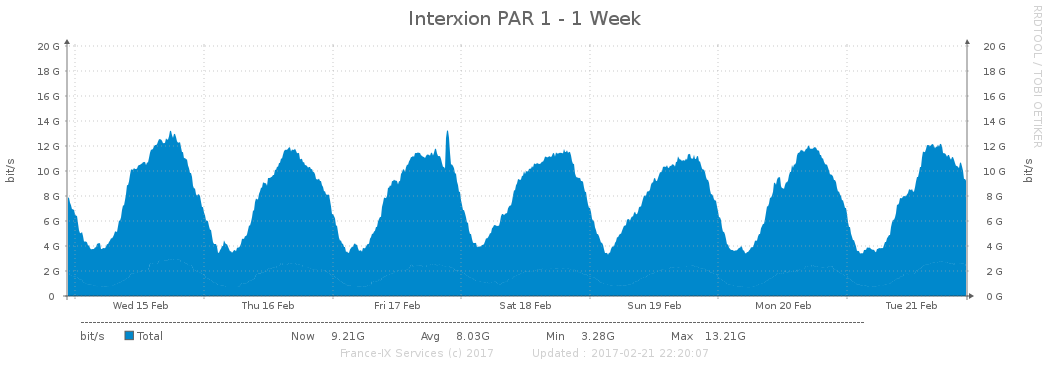 Interxion PAR 1 - 1 Week
RRDTOOL / TOBI OETIKER
20 G 20 G
18 G 18 G
16 G 16 G
14 G 14 G
12 G 12 G
10 G 10 G
8 G 8 G
6 G 6 G
4 G 4 G
2 G 2 G
0 0 G
bit/s
bit/s
Wed 15 Feb Thu 16 Feb Fri 17 Feb Sat 18 Feb Sun 19 Feb Mon 20 Feb Tue 21 Feb
bit/s Total Now 9.21G Avg 8.03G Min 3.28G Max 13.21G
France-IX Services (c) 2017 Updated : 2017-02-21 22:20:07